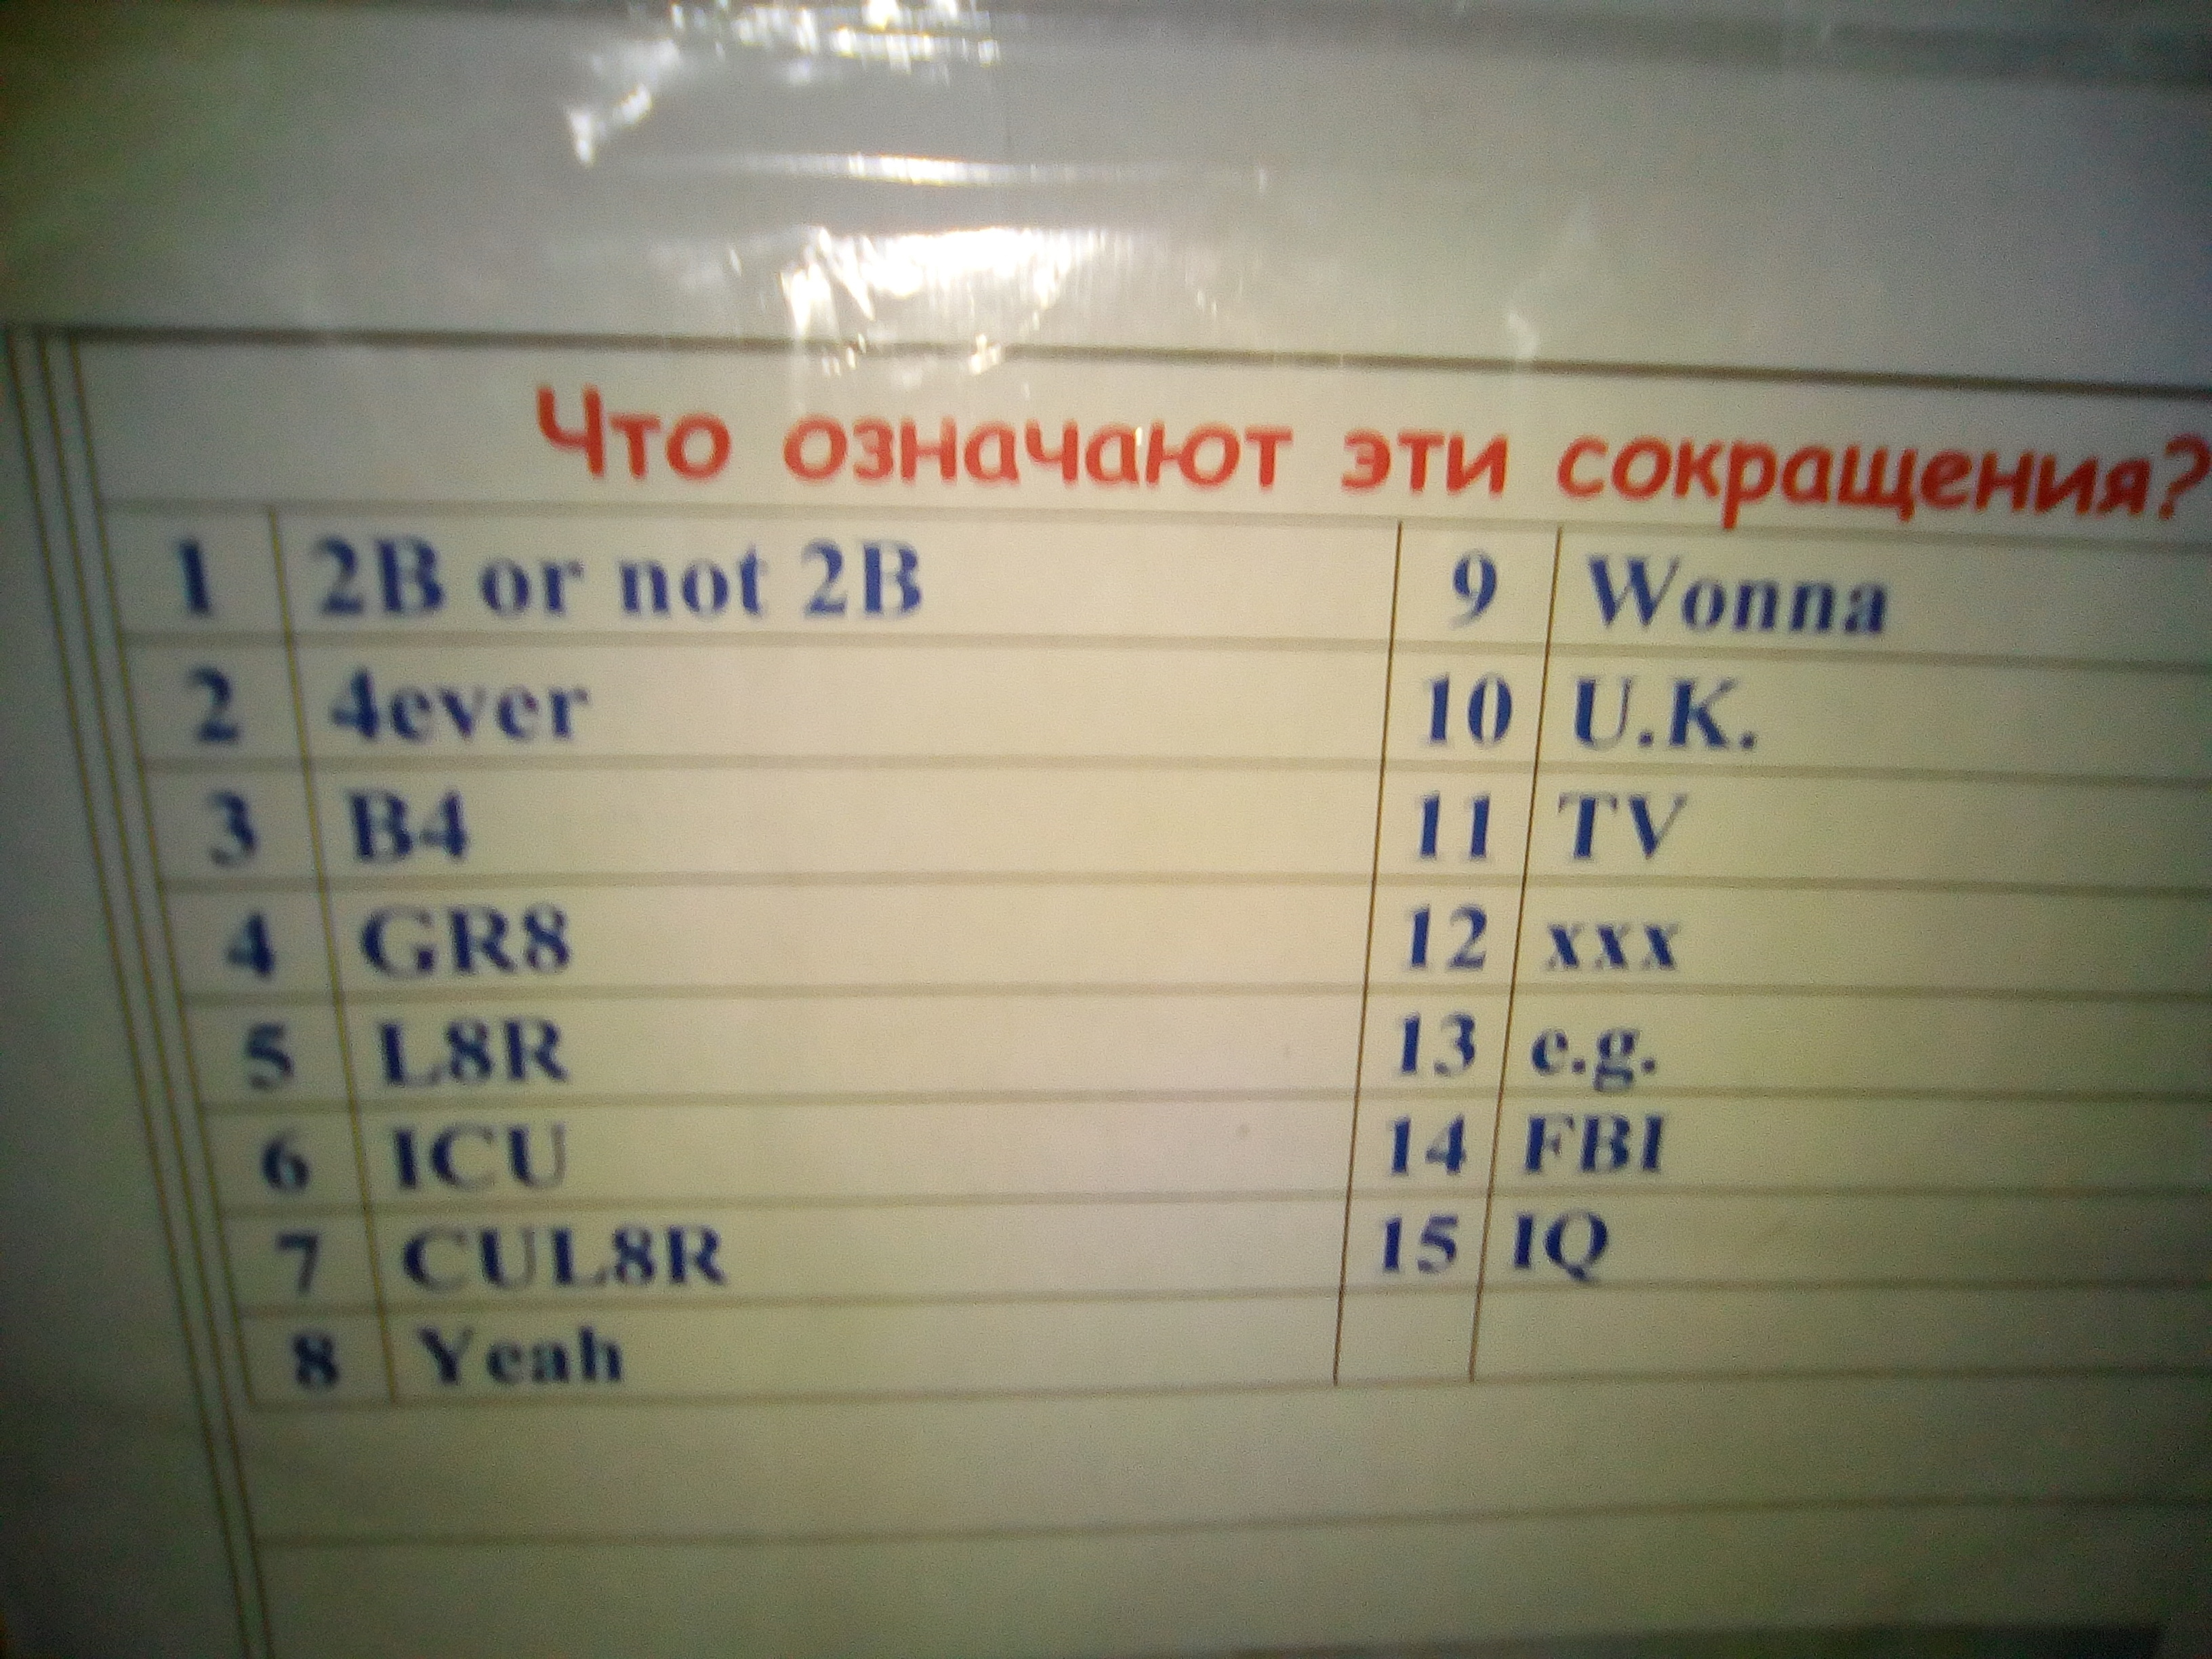 Что означают эти сокращения?
1 2B or not 2B 9 Wonna
2 4ever 10 U.K.
3 B4 11 TV
4 GR8 12 xxx
5 L8R 13 e.g.
6 ICU 14 FBI
7 CUL8R 15 IQ
8 Yeah